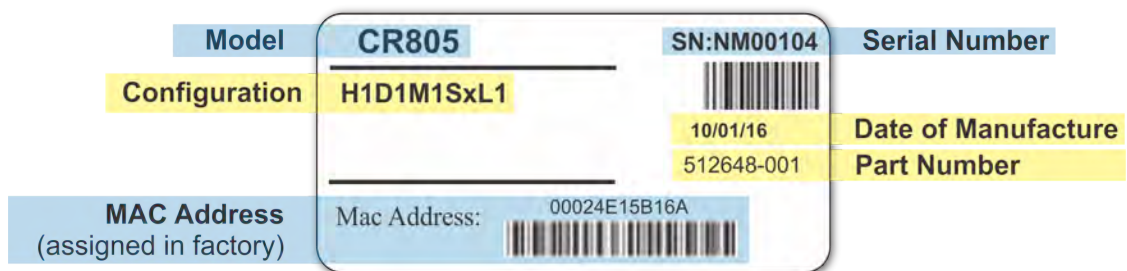 Model CR805 SN:NM00104 Serial Number
Configuration H1D1M1SxL1
10/01/16 Date of Manufacture
512648-001 Part Number
MAC Address Mac Address: 00024E15B16A
(assigned in factory)